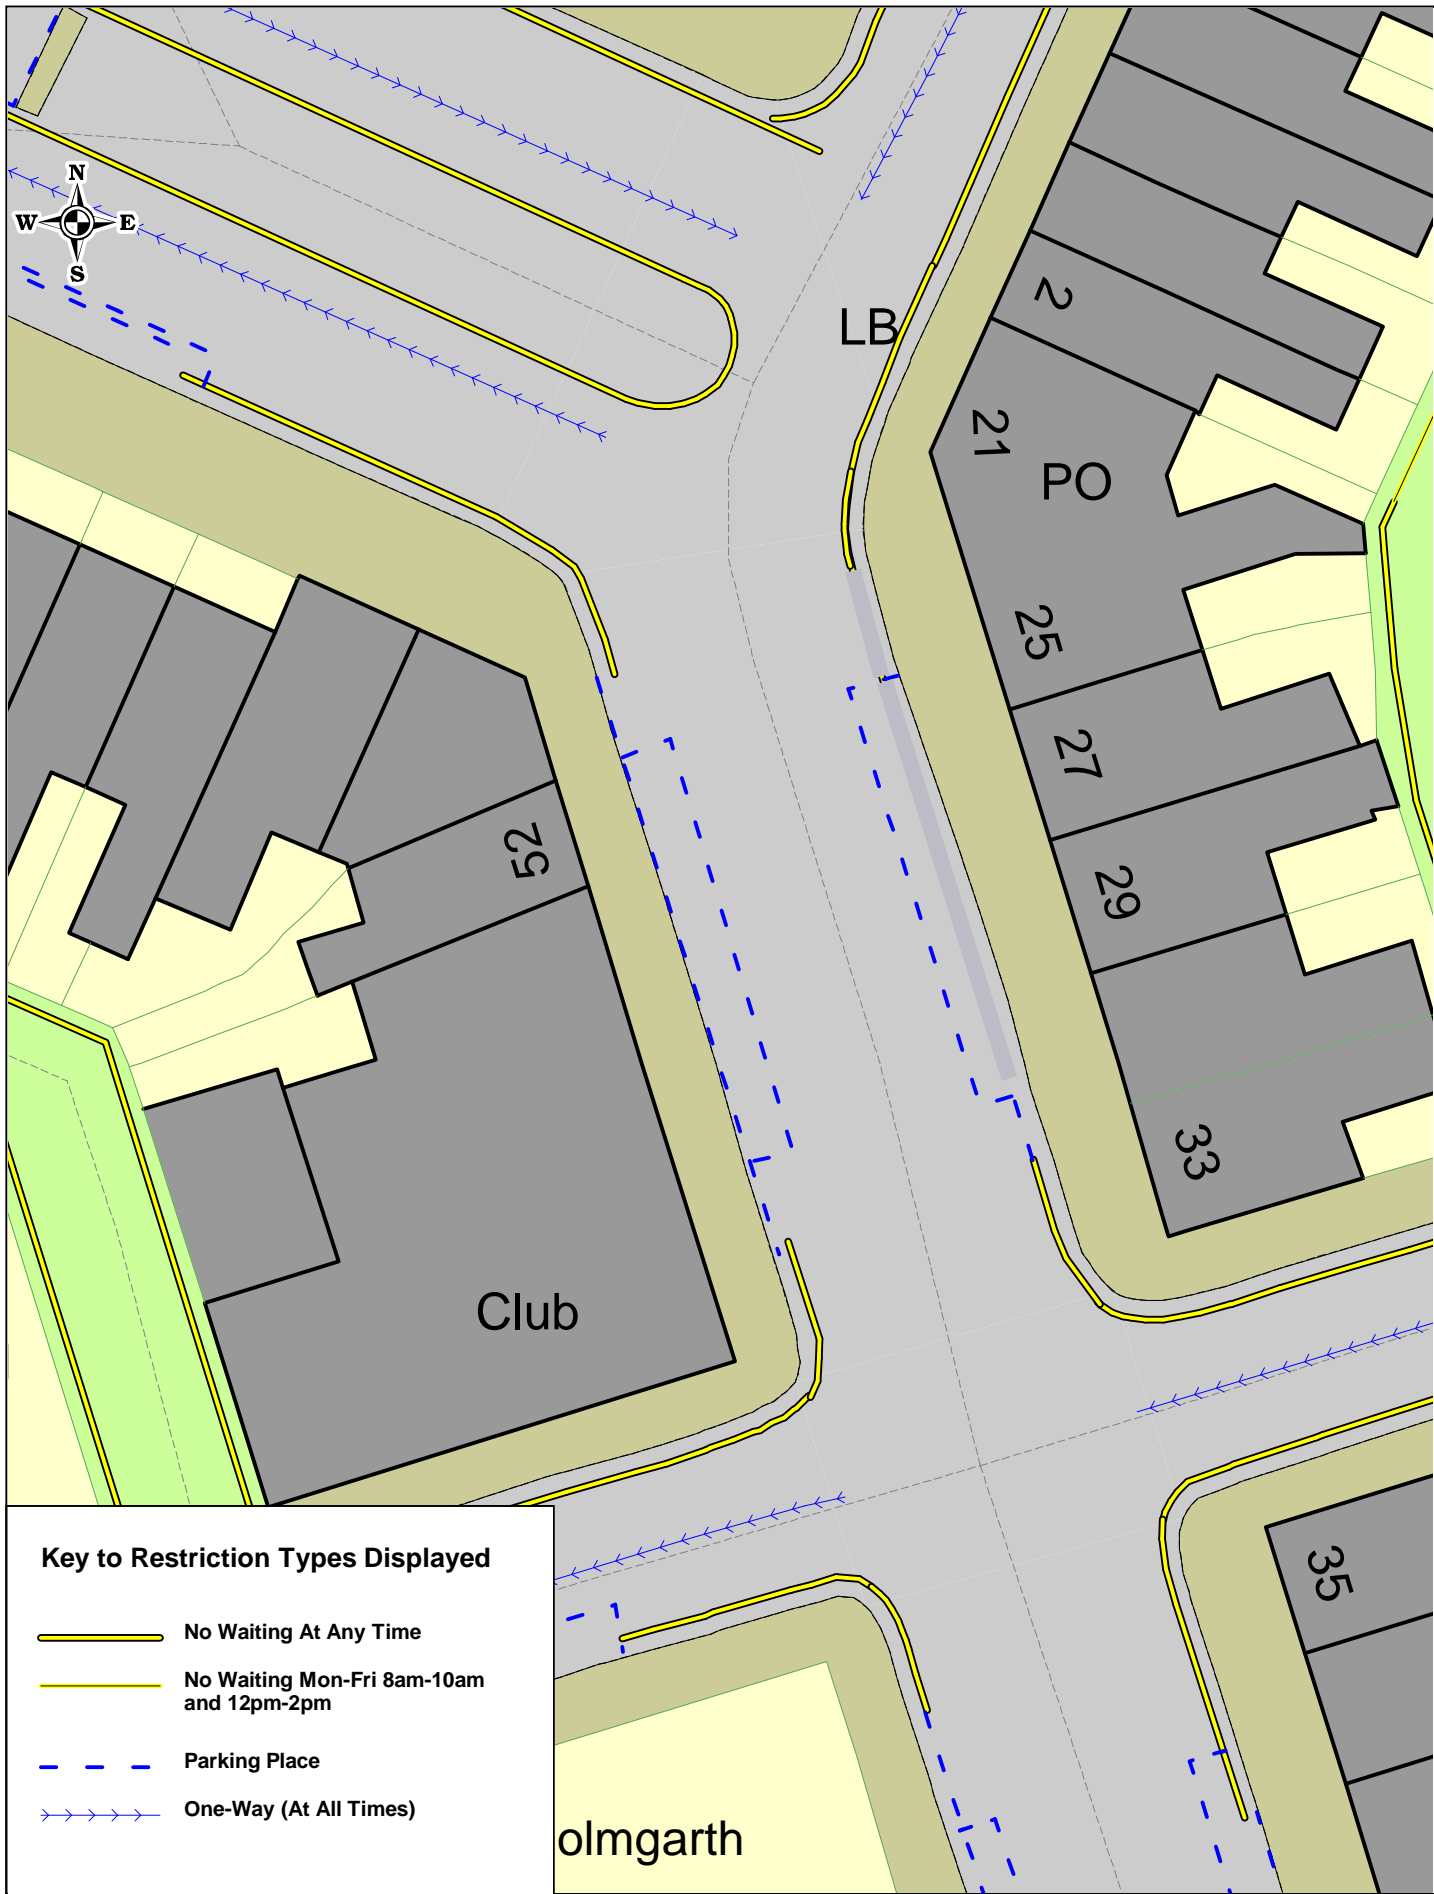 N
W E
S
LB
2
21
PO
25
27
52
29
33
Club
Key to Restriction Types Displayed
No Waiting At Any Time
No Waiting Mon-Fri 8am-10am
and 12pm-2pm
Parking Place
One-Way (At All Times)
35
olmgarth